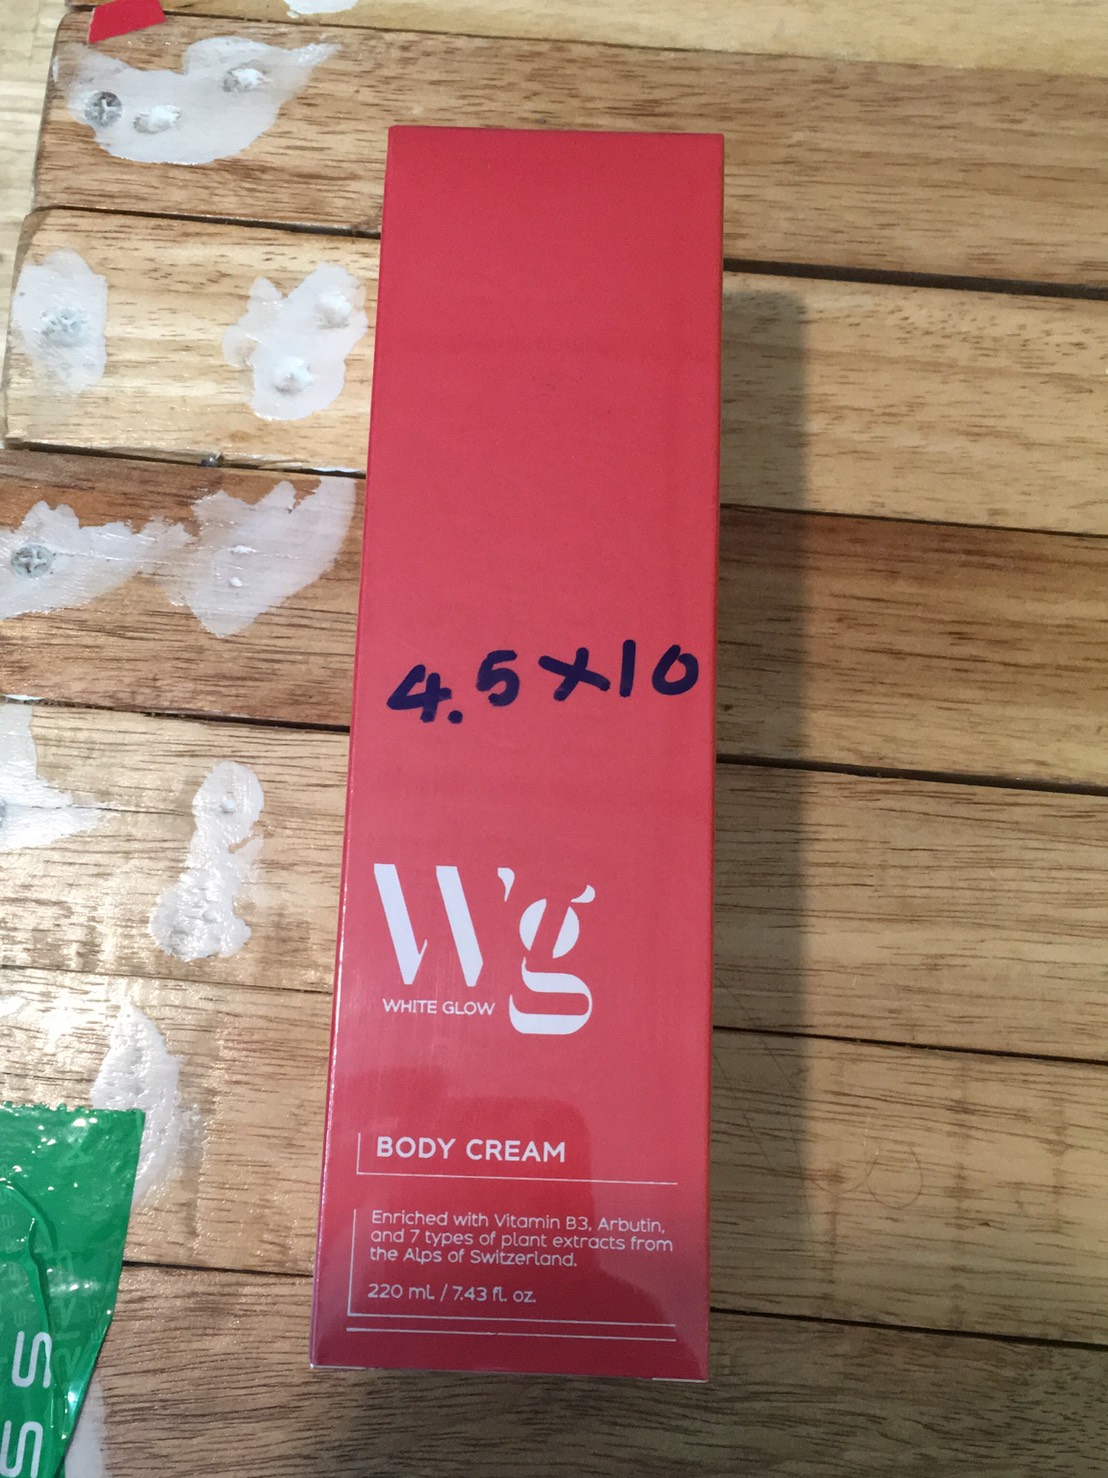 4.5x10
Wg
WHITE GLOW
BODY CREAM
Enriched with Vitamin B3, Arbutin,
and 7 types of plant extracts from
the Alps of Switzerland.
220 mL / 7.43 fl. oz.
S
S